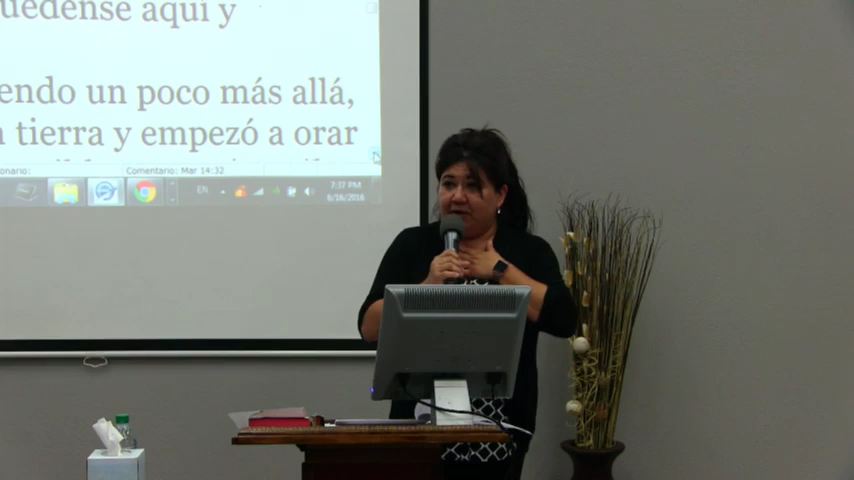 uédense aquí y
endo un poco más allá,
tierra y empezó a orar
onario:
Comentario: Mar 14:32
EN
7:37 PM
6/16/2016